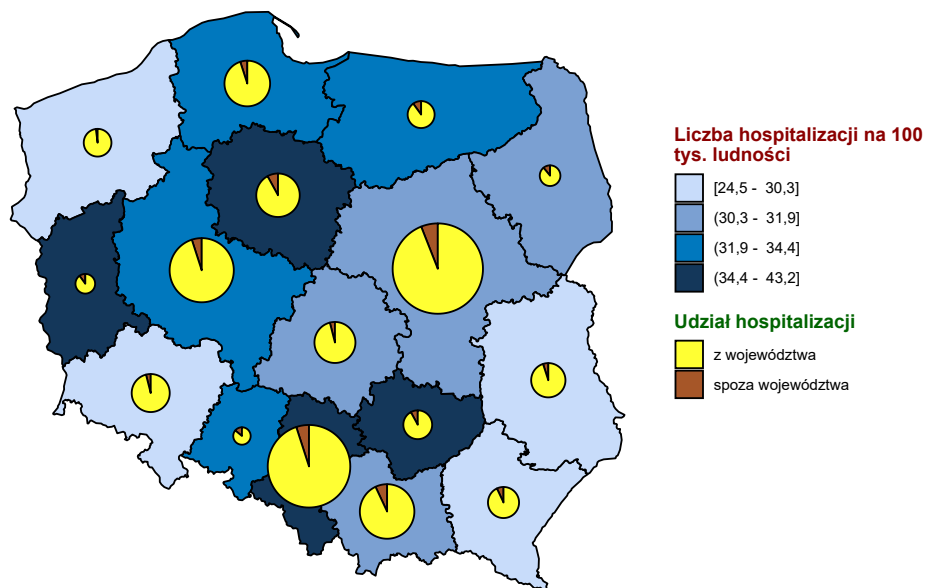 Liczba hospitalizacji na 100
tys. ludności
[24,5 - 30,3]
(30,3 - 31,9]
(31,9 - 34,4]
(34,4 - 43,2]
Udział hospitalizacji
z województwa
spoza województwa